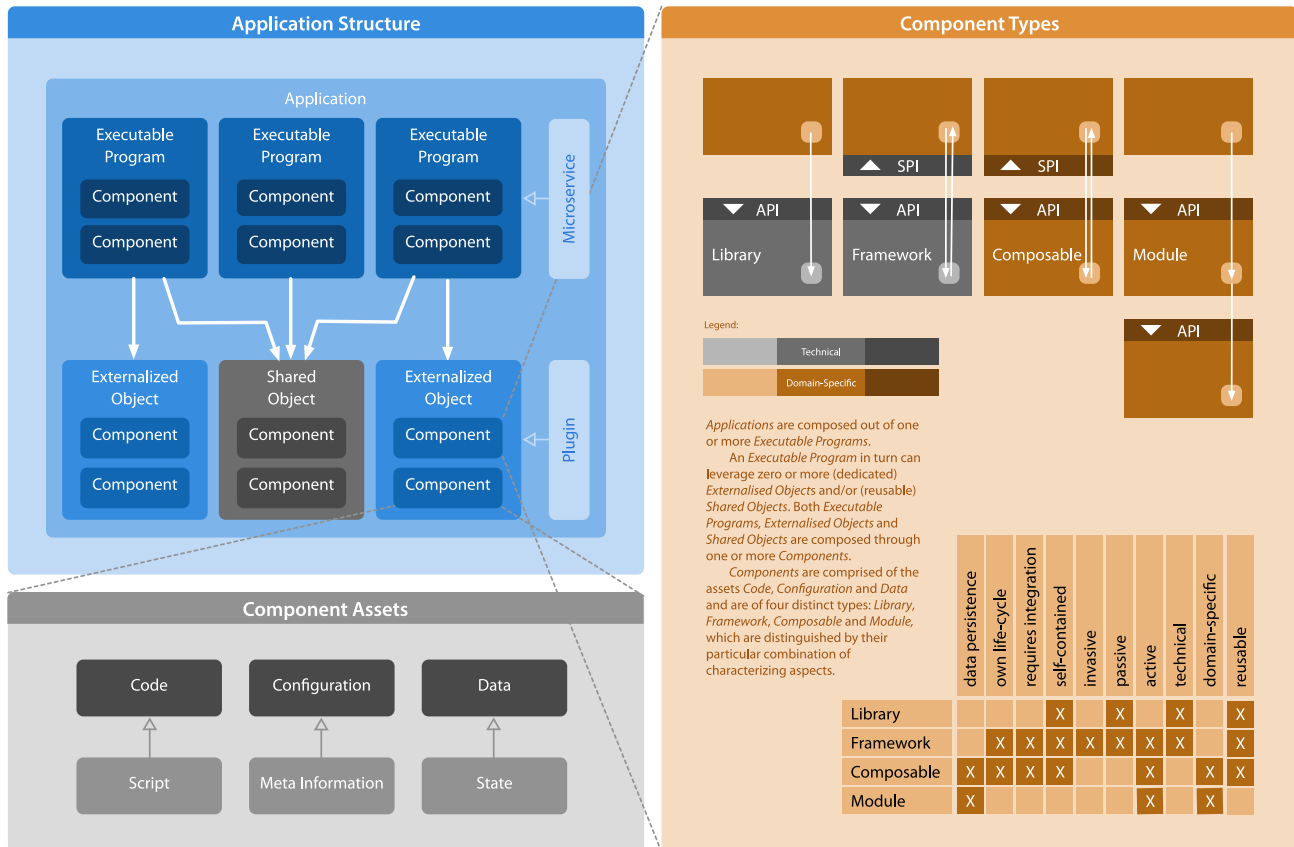 Application Structure
Application
Executable
Program
Component
Component
Executable
Program
Component
Component
Executable
Program
Component
Component
Microservice
Externalized
Object
Component
Component
Shared
Object
Component
Component
Externalized
Object
Component
Component
Plugin
Component Assets
Code
Configuration
Data
Script
Meta Information
State
Component Types
SPI
SPI
API
Library
API
Framework
API
Composable
API
Module
API
Legend:
Technical
Domain-Specific
Applications are composed out of one
or more Executable Programs.
An Executable Program in turn can
leverage zero or more (dedicated)
Externalised Objects and/or (reusable)
Shared Objects. Both Executable
Programs, Externalised Objects and
Shared Objects are composed through
one or more Components.
Components are comprised of the
assets Code, Configuration and Data
and are of four distinct types: Library,
Framework, Composable and Module,
which are distinguished by their
particular combination of
characterizing aspects.
data persistence
own life-cycle
requires integration
self-contained
invasive
passive
active
technical
domain-specific
reusable
Library X X X X
Framework X X X X X X X X
Composable X X X X X X X
Module X X X